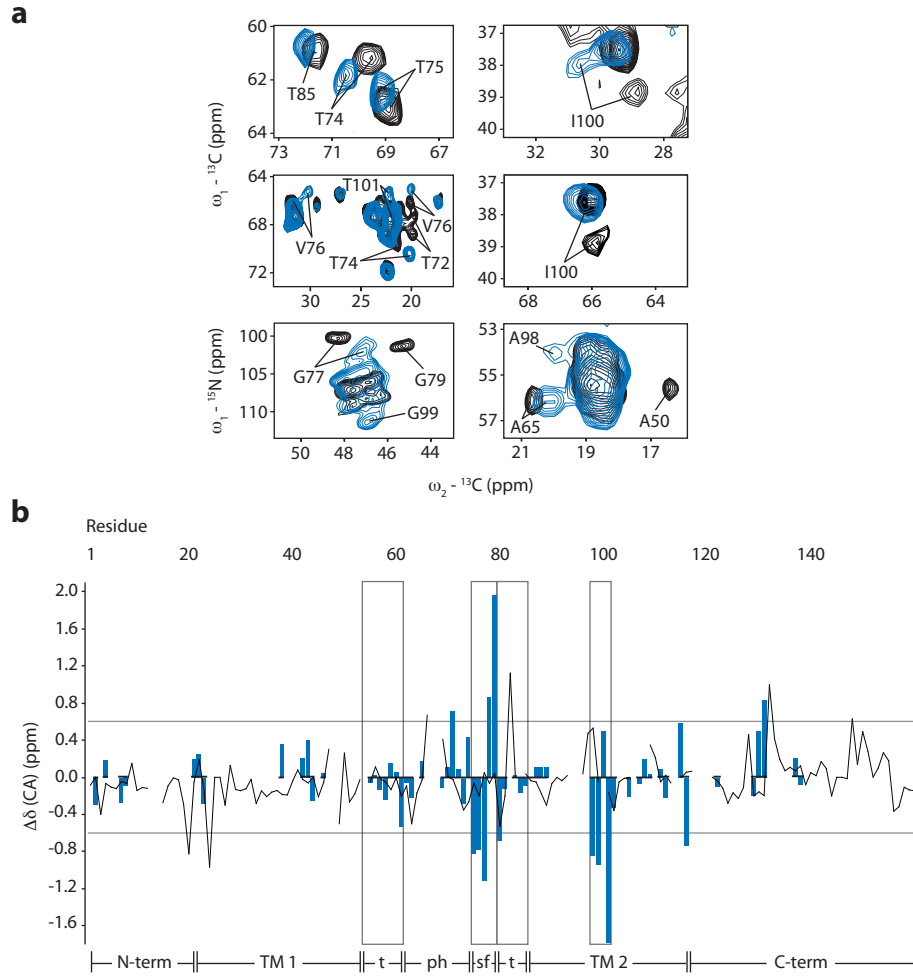 a
60
62
64
T85
T74
T75
73
71
69
67
37
38
39
40
I100
32
30
28
ω1 - 13C (ppm)
64
68
72
T101
V76
V76
T74
T72
30
25
20
37
38
39
40
I100
68
66
64
ω1 - 15N (ppm)
100
105
110
G77
G79
G99
50
48
46
44
53
55
57
A98
A65
A50
21
19
16
ω2 - 13C (ppm)
b
Residue
1 20 40 60 80 100 120 140
Δδ (CA) (ppm)
2.0
1.6
1.2
0.8
0.4
0.0
-0.4
-0.8
-1.2
-1.6
N-term TM 1 t ph sf t TM 2 C-term